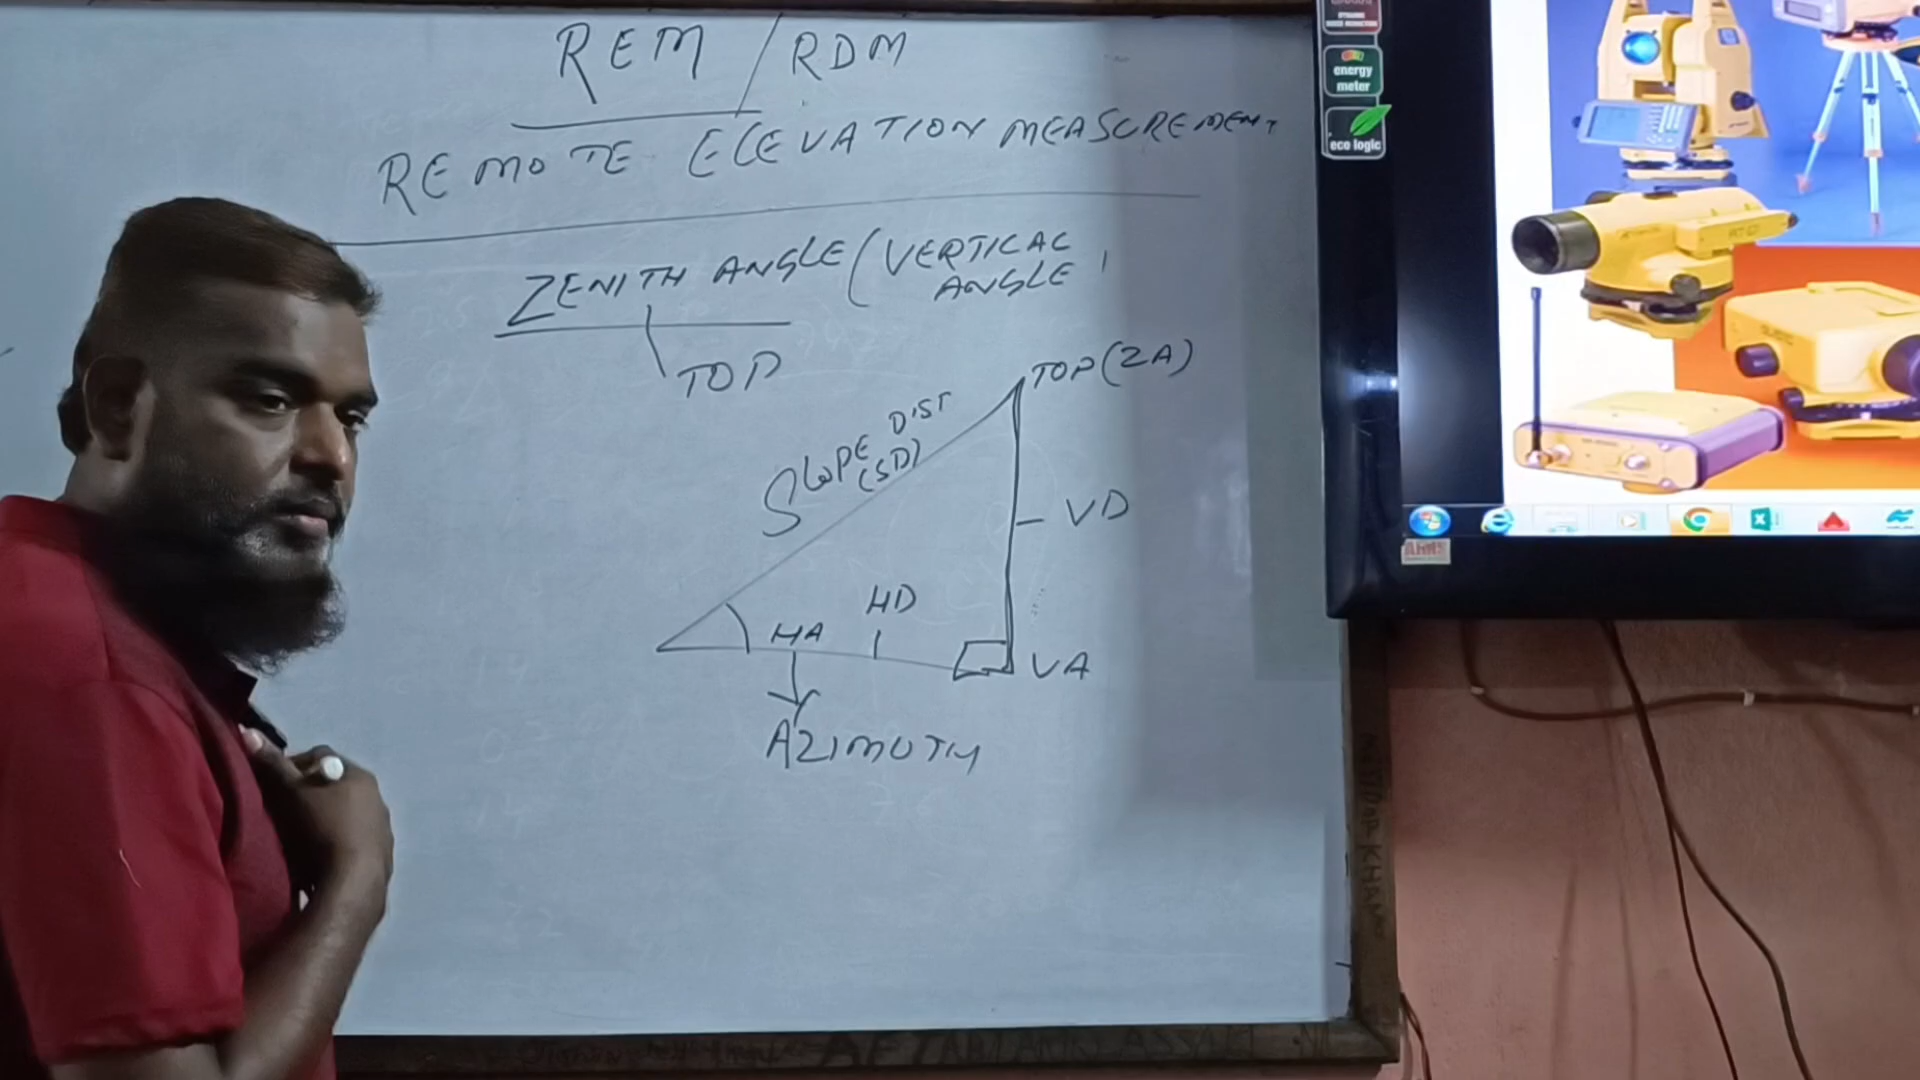 REM / RDM
REMOTE ELEVATION MEASUREMENT
ZENITH ANGLE (VERTICAL
ANGLE)
TOP
TOP (ZA)
SLOPE DIST
(SD)
VD
HD
HA
VA
AZIMUTH
energy
meter
eco logic